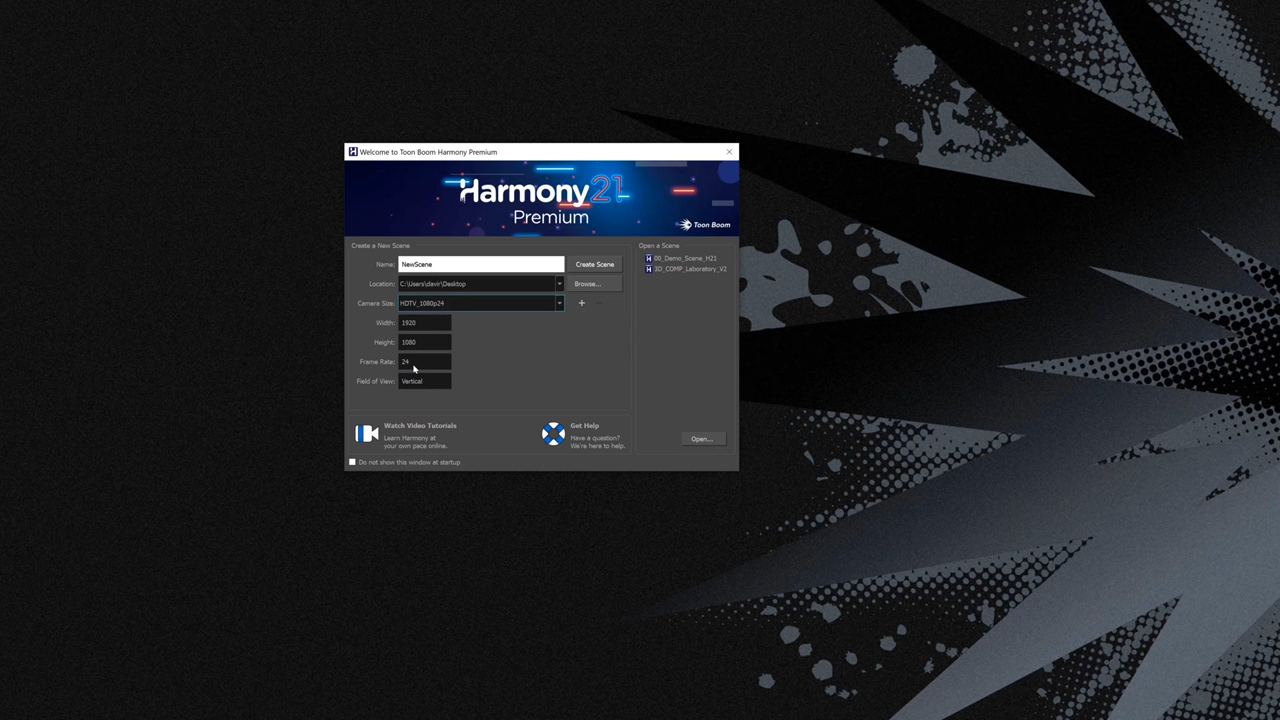 Welcome to Toon Boom Harmony Premium
Harmony 21
Premium
Toon Boom
Create a New Scene
Name: NewScene Create Scene
Location: C:\Users\davir\Desktop Browse...
Camera Size: HDTV_1080p24
Width: 1920
Height: 1080
Frame Rate: 24
Field of View: Vertical
Open a Scene
00_Demo_Scene_H21
3D_COMP_Laboratory_V2
Watch Video Tutorials
Learn Harmony at
your own pace online.
Get Help
Have a question?
We're here to help.
Open...
Do not show this window at startup